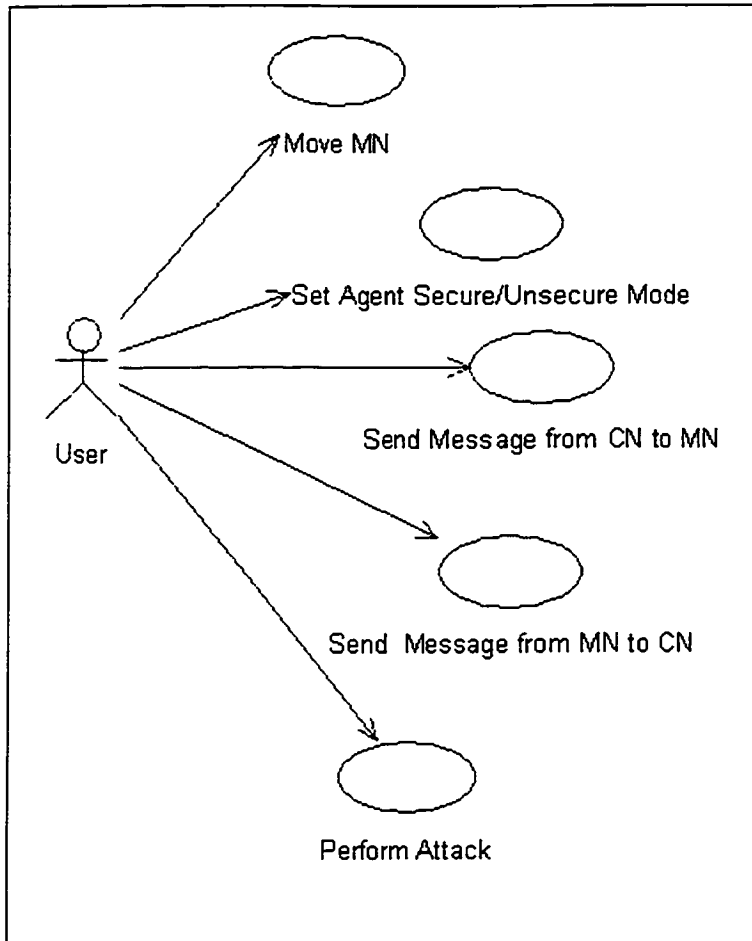 Move MN
Set Agent Secure/Unsecure Mode
Send Message from CN to MN
User
Send Message from MN to CN
Perform Attack